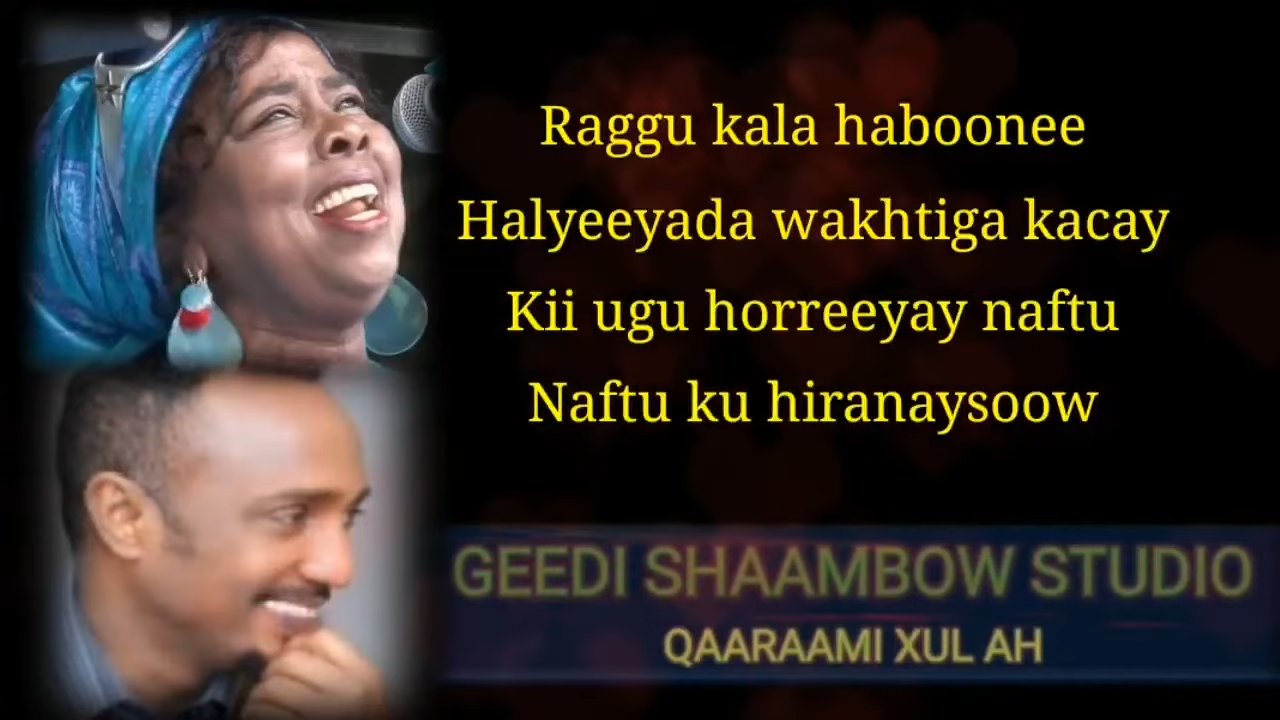 Raggu kala haboonee
Halyeeyada wakhtiga kacay
Kii ugu horreeyay naftu
Naftu ku hiranaysoow
GEEDI SHAAMBOW STUDIO
QAARAAMI XUL AH